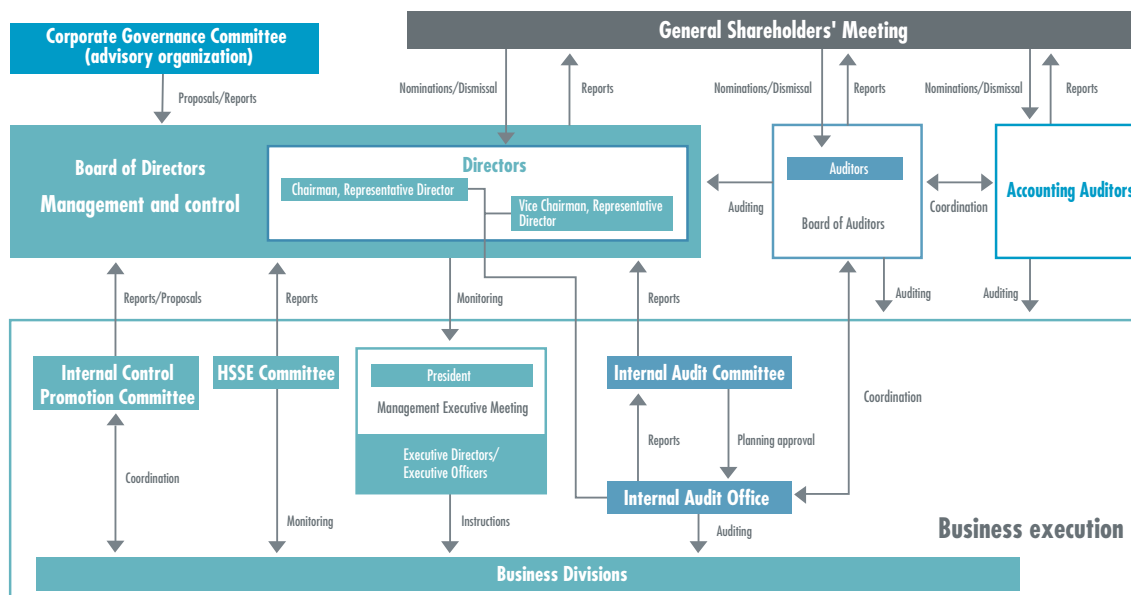 Corporate Governance Committee
(advisory organization)
General Shareholders' Meeting
Proposals/Reports
Nominations/Dismissal
Reports
Nominations/Dismissal
Reports
Nominations/Dismissal
Reports
Board of Directors
Management and control
Directors
Chairman, Representative Director
Vice Chairman, Representative
Director
Auditing
Auditors
Board of Auditors
Coordination
Accounting Auditors
Reports/Proposals
Reports
Monitoring
Reports
Auditing
Auditing
Internal Control
Promotion Committee
HSSE Committee
President
Management Executive Meeting
Executive Directors/
Executive Officers
Internal Audit Committee
Coordination
Reports
Planning approval
Coordination
Internal Audit Office
Monitoring
Instructions
Auditing
Business execution
Business Divisions